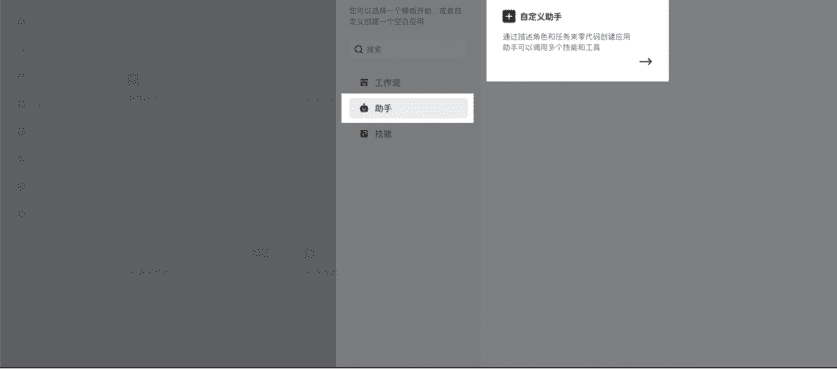 您可以选择一个模板开始，或者自
定义创建一个空白应用
搜索
工作流
助手
技能
自定义助手
通过描述角色和任务来零代码创建应用
助手可以调用多个技能和工具